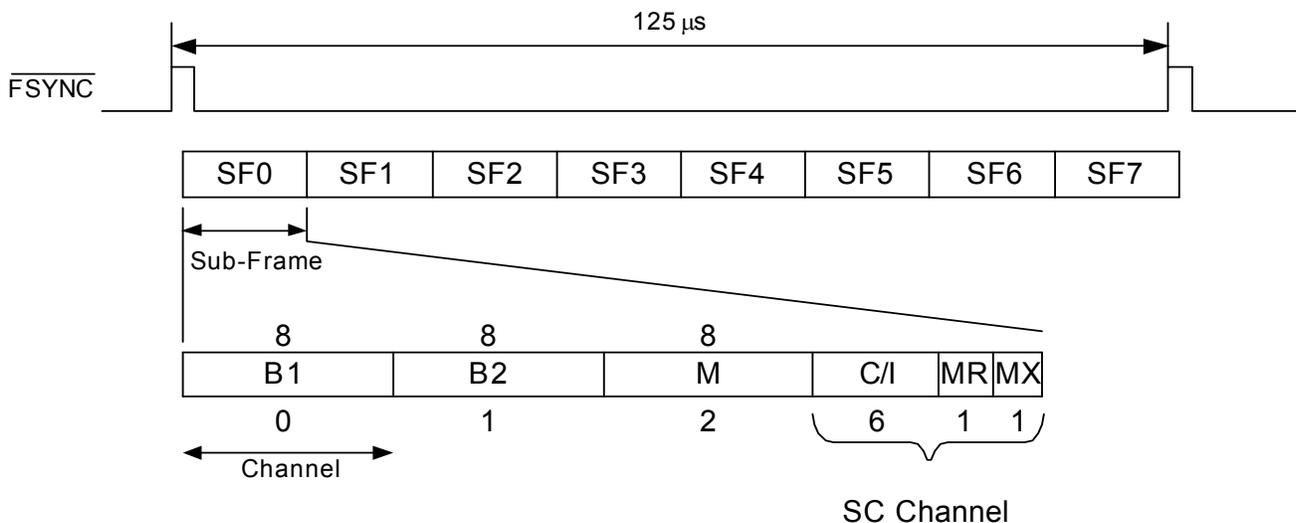 125 µs
FSYNC
SF0 SF1 SF2 SF3 SF4 SF5 SF6 SF7
Sub-Frame
8 8 8
B1 B2 M C/I MR MX
0 1 2 6 1 1
Channel
SC Channel